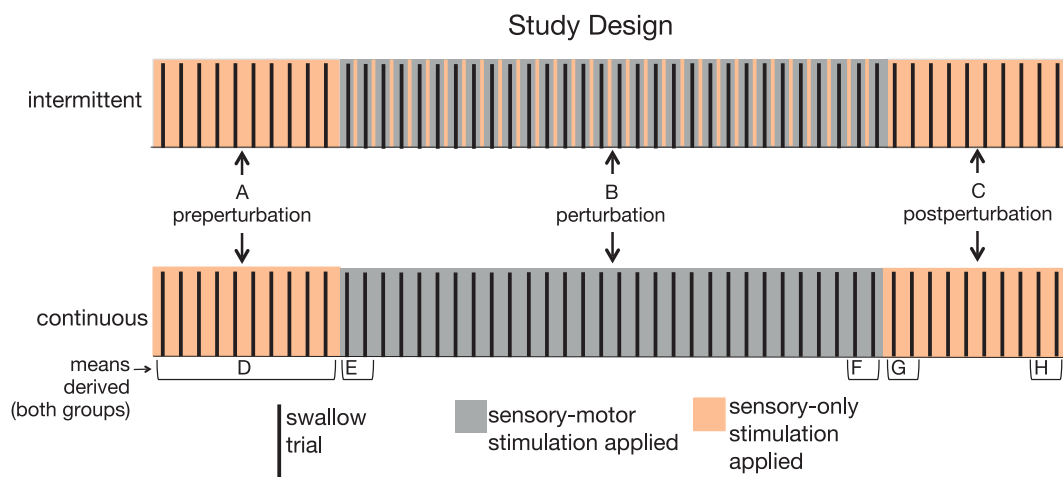 Study Design
intermittent
A
preperturbation
B
perturbation
C
postperturbation
continuous
means
derived
(both groups)
D
E
F
G
H
swallow
trial
sensory-motor
stimulation applied
sensory-only
stimulation
applied